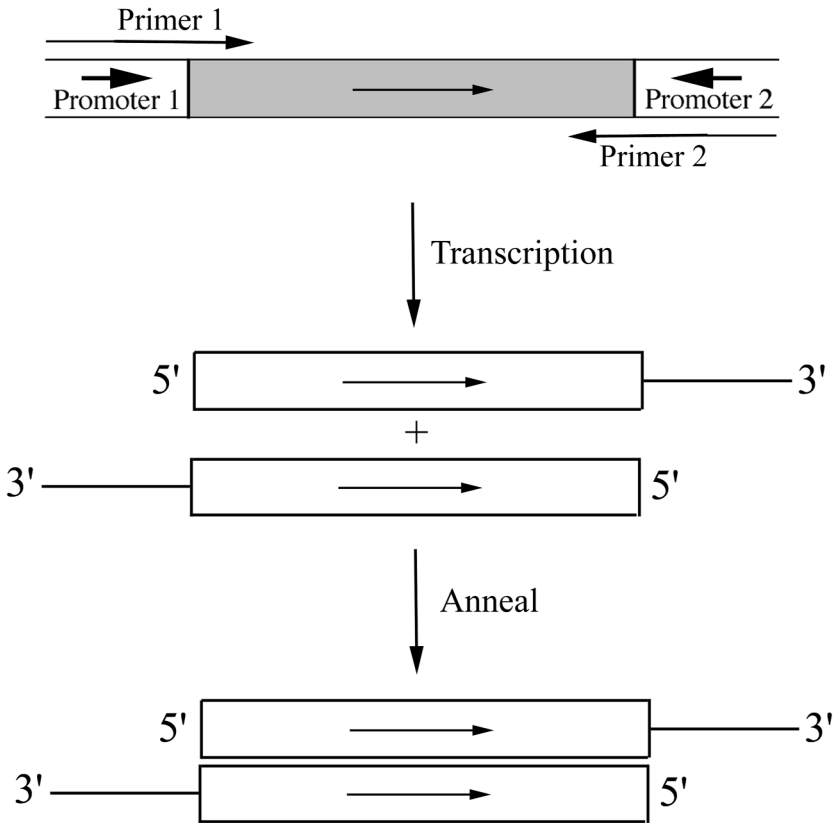 Primer 1
Promoter 1
Promoter 2
Primer 2
Transcription
5' 3'
+
3' 5'
Anneal
5' 3'
3' 5'